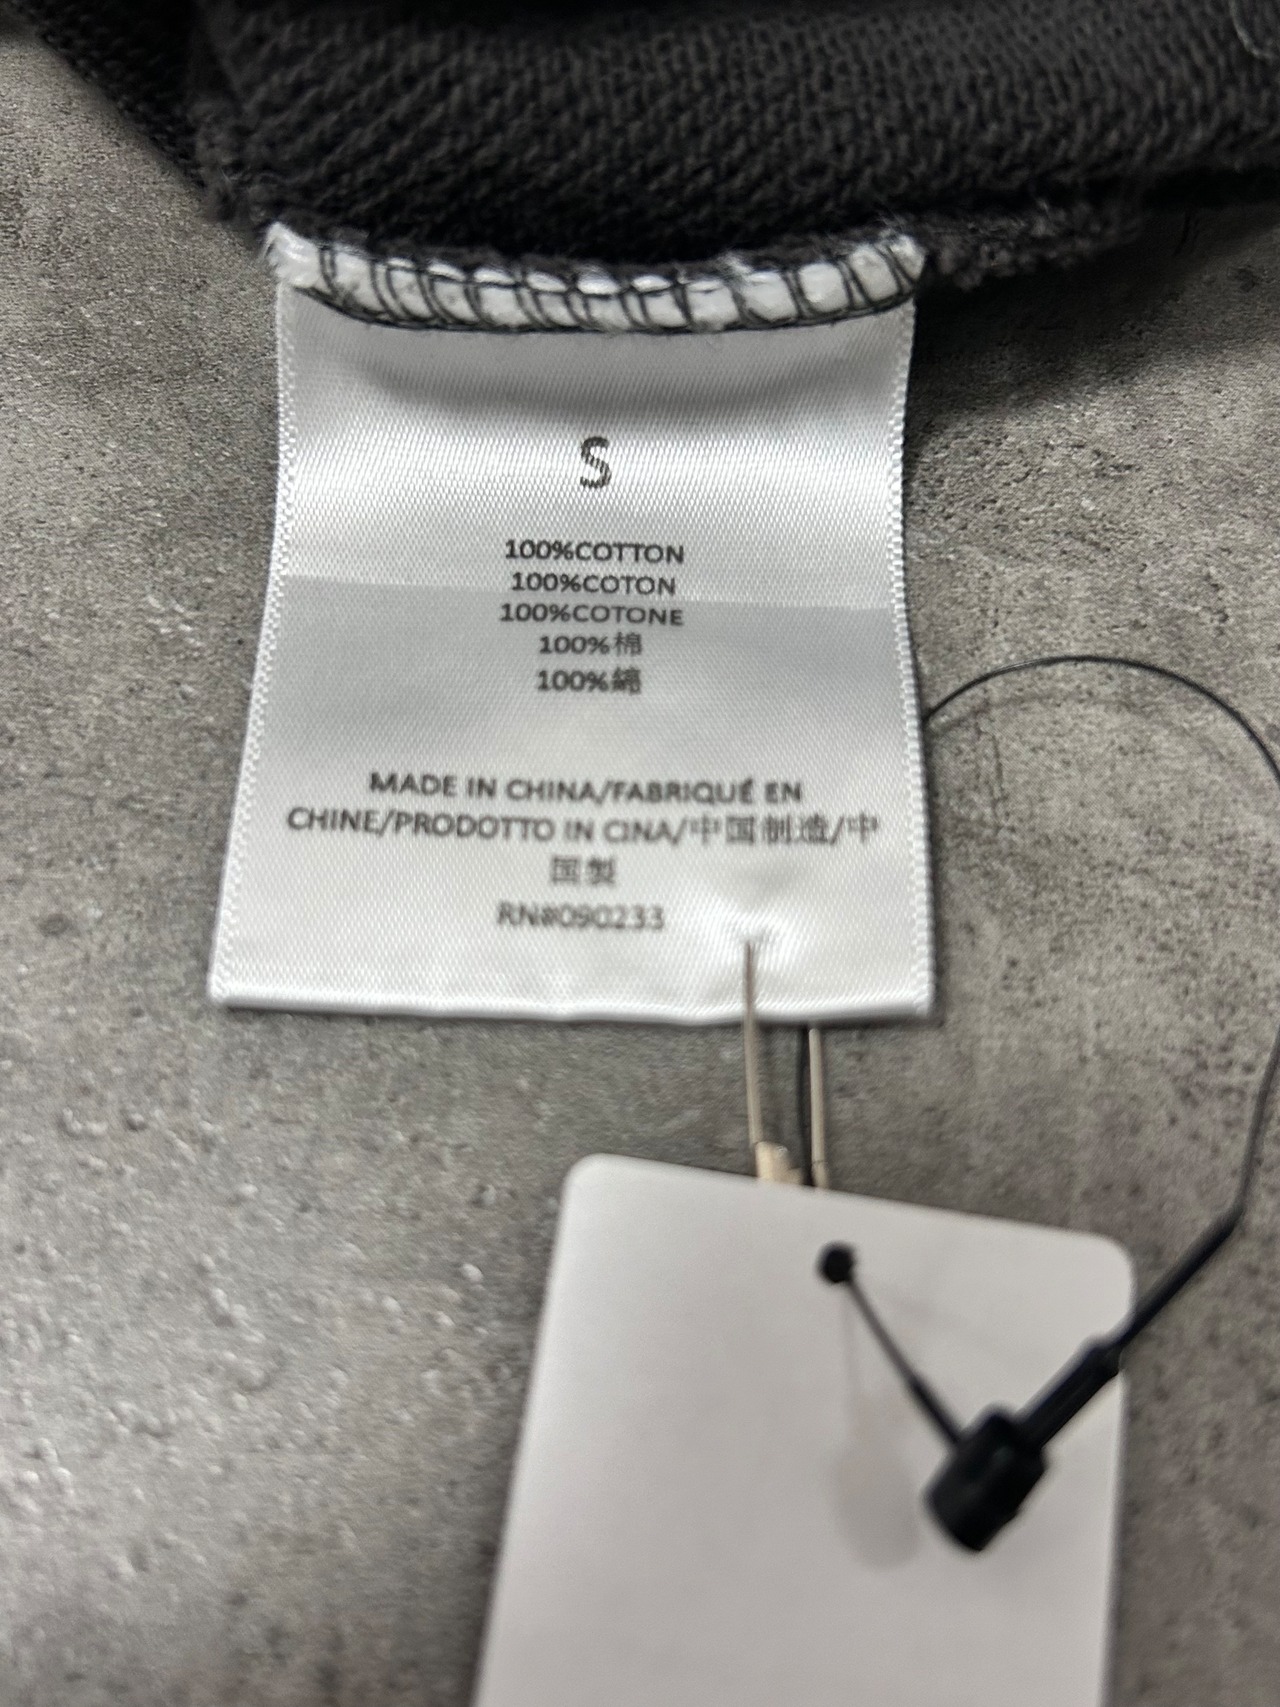 S
100%COTTON
100%COTON
100%COTONE
100%棉
100%綿
MADE IN CHINA/FABRIQUÉ EN
CHINE/PRODOTTO IN CINA/中国制造/中
国製
RN#090233